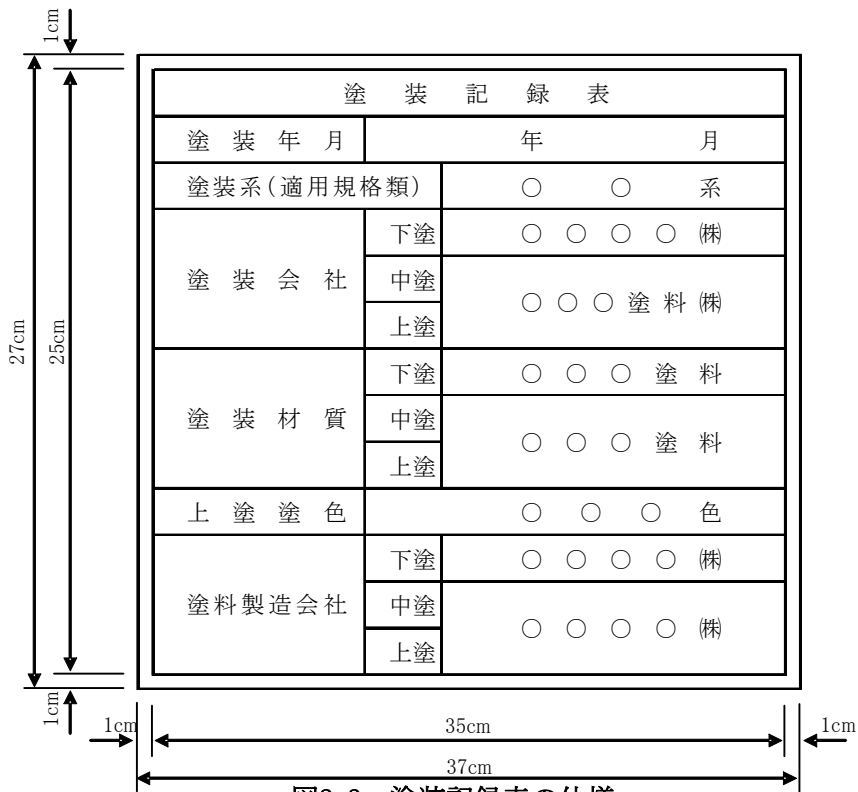 1cm
塗装記録表
塗装年月 年 月
塗装系(適用規格類) ○ ○ 系
塗装会社 下塗 ○ ○ ○ ○ ㈱
中塗 ○ ○ ○ 塗 料 ㈱
上塗
塗装材質 下塗 ○ ○ ○ 塗 料
中塗 ○ ○ ○ 塗 料
上塗
上塗塗色 ○ ○ ○ 色
塗料製造会社 下塗 ○ ○ ○ ○ ㈱
中塗 ○ ○ ○ ○ ㈱
上塗
27cm
25cm
1cm
1cm
35cm
1cm
37cm